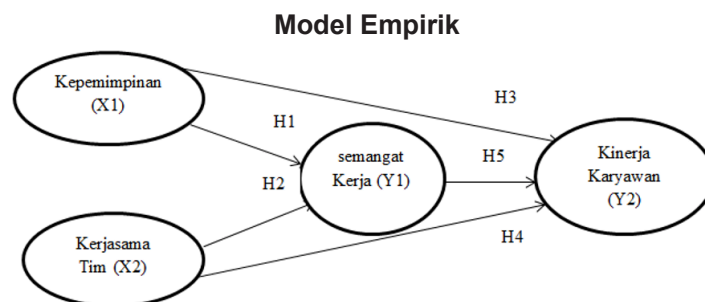 Model Empirik
Kepemimpinan
(X1)
H3
H1
semangat
Kerja (Y1)
H5
Kinerja
Karyawan
(Y2)
H2
Kerjasama
Tim (X2)
H4